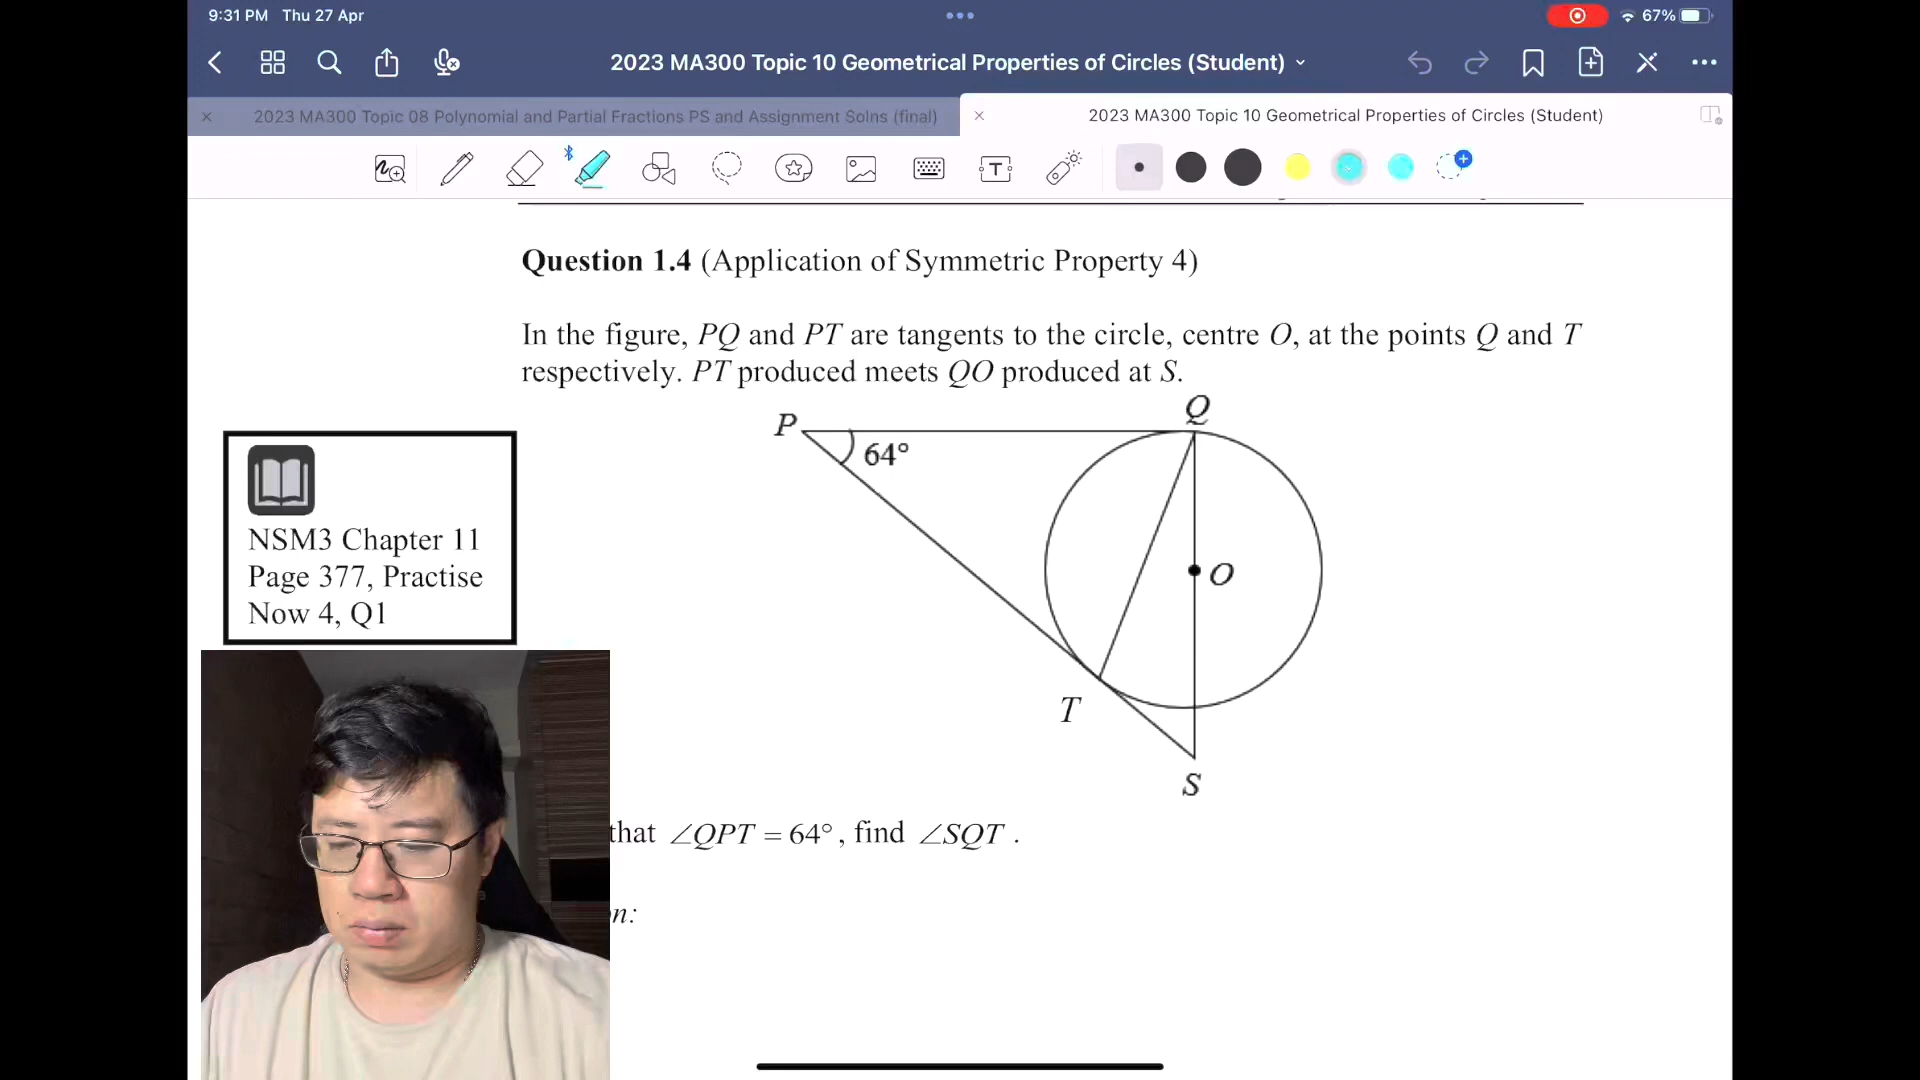 9:31 PM Thu 27 Apr
67%
2023 MA300 Topic 10 Geometrical Properties of Circles (Student)
2023 MA300 Topic 08 Polynomial and Partial Fractions PS and Assignment Solns (final)
2023 MA300 Topic 10 Geometrical Properties of Circles (Student)
Question 1.4 (Application of Symmetric Property 4)
In the figure, PQ and PT are tangents to the circle, centre O, at the points Q and T
respectively. PT produced meets QO produced at S.
Q
P
64°
NSM3 Chapter 11
Page 377, Practise
Now 4, Q1
O
T
S
that ∠QPT = 64°, find ∠SQT .
n: